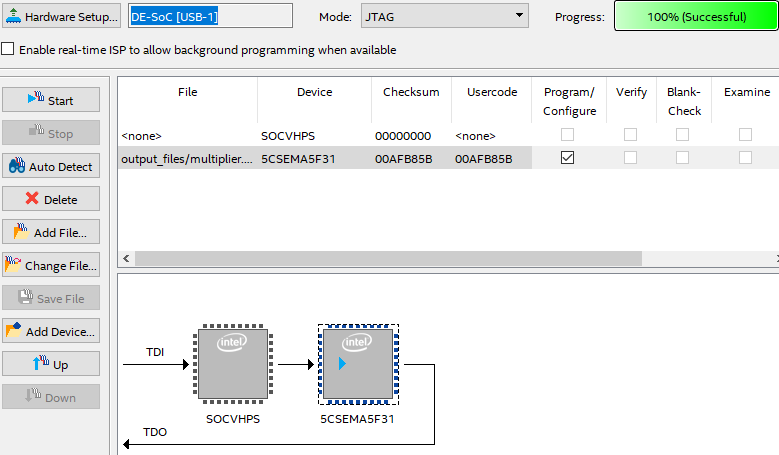 Hardware Setup... DE-SoC [USB-1] Mode: JTAG Progress: 100% (Successful)
Enable real-time ISP to allow background programming when available
Start
Stop
Auto Detect
Delete
Add File...
Change File...
Save File
Add Device...
Up
Down
File Device Checksum Usercode Program/ Verify Blank- Examine
Configure Check
<none> SOCVHPS 00000000 <none>
output_files/multiplier.... 5CSEMA5F31 00AFB85B 00AFB85B
intel intel
TDI
SOCVHPS 5CSEMA5F31
TDO